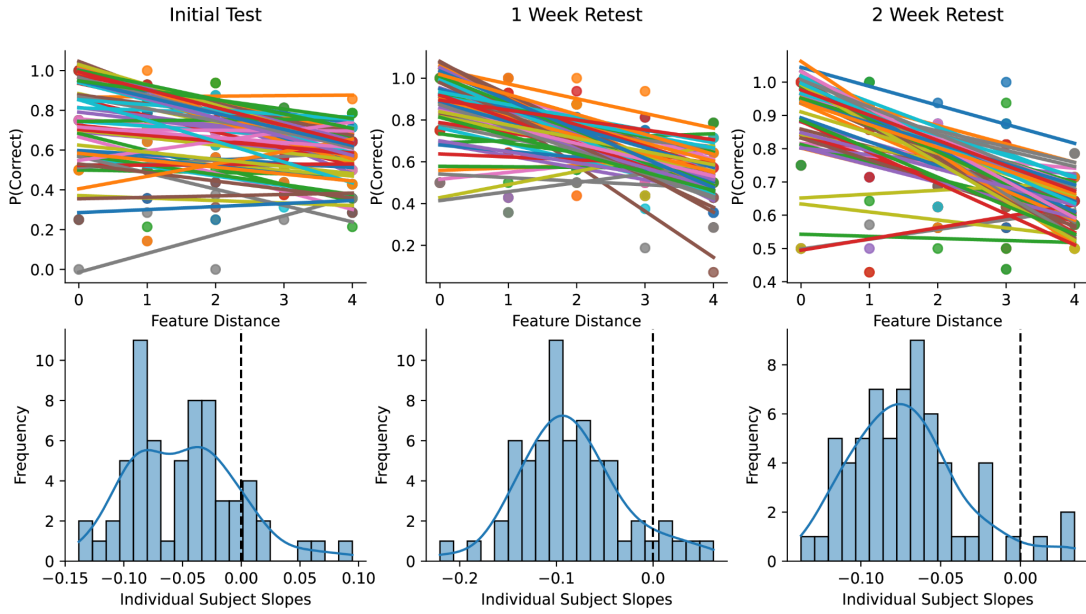 Initial Test
1 Week Retest
2 Week Retest
P(Correct)
1.0
0.8
0.6
0.4
0.2
0.0
0 1 2 3 4
Feature Distance
P(Correct)
1.0
0.8
0.6
0.4
0.2
0 1 2 3 4
Feature Distance
P(Correct)
1.0
0.9
0.8
0.7
0.6
0.5
0.4
0 1 2 3 4
Feature Distance
Frequency
10
8
6
4
2
0
−0.15 −0.10 −0.05 0.00 0.05 0.10
Individual Subject Slopes
Frequency
10
8
6
4
2
0
−0.2 −0.1 0.0
Individual Subject Slopes
Frequency
8
6
4
2
0
−0.10 −0.05 0.00
Individual Subject Slopes